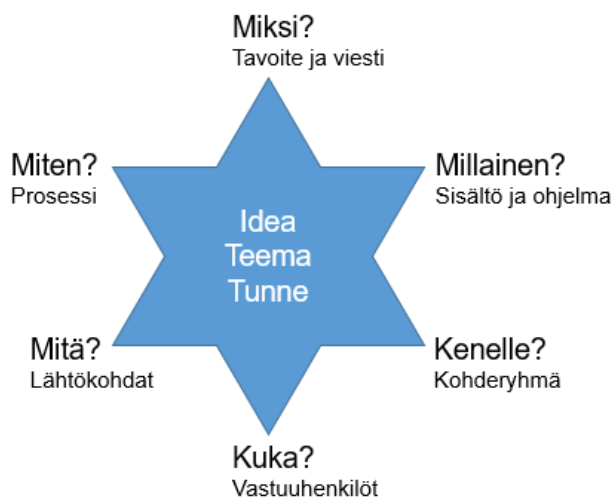 Miksi?
Tavoite ja viesti
Miten?
Prosessi
Millainen?
Sisältö ja ohjelma
Idea
Teema
Tunne
Mitä?
Lähtökohdat
Kenelle?
Kohderyhmä
Kuka?
Vastuuhenkilöt